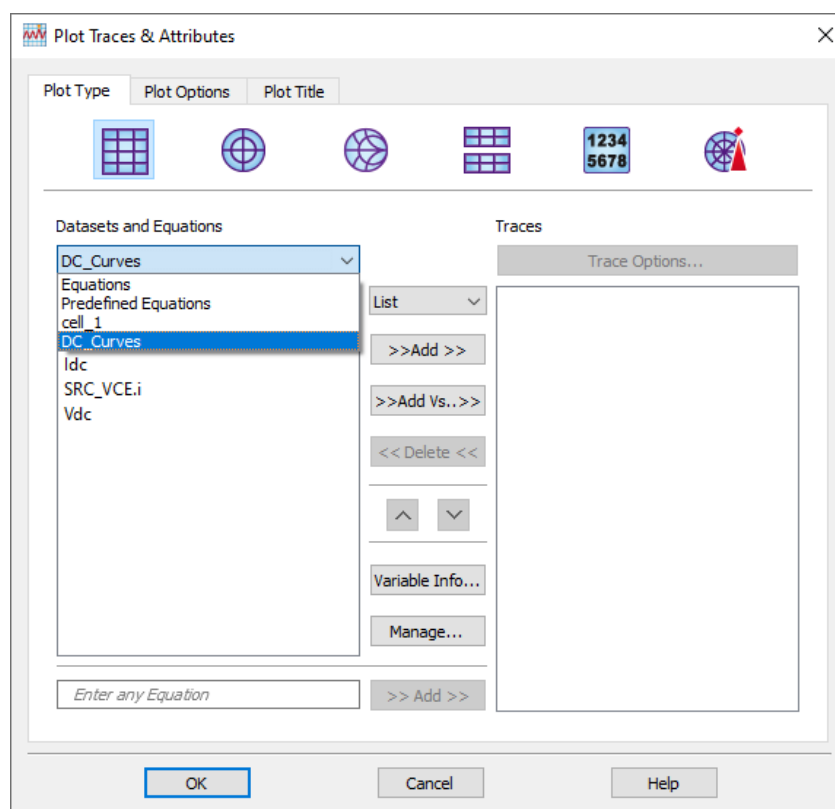 Plot Traces & Attributes
Plot Type Plot Options Plot Title
1234
5678
Datasets and Equations Traces
DC_Curves Trace Options...
Equations
Predefined Equations
cell_1
DC_Curves
Idc
SRC_VCE.i
Vdc
List
>>Add >>
>>Add Vs..>>
<< Delete <<
Variable Info...
Manage...
Enter any Equation >> Add >>
OK Cancel Help